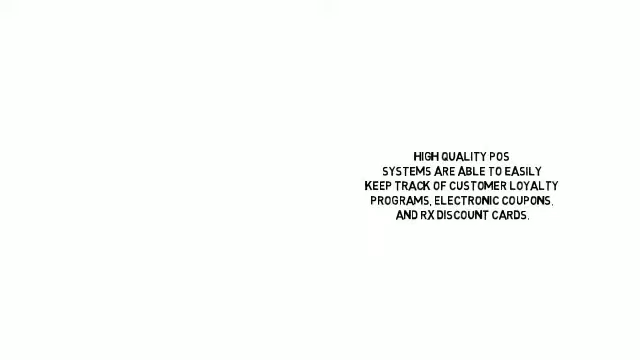 HIGH QUALITY POS
SYSTEMS ARE ABLE TO EASILY
KEEP TRACK OF CUSTOMER LOYALTY
PROGRAMS, ELECTRONIC COUPONS,
AND RX DISCOUNT CARDS.